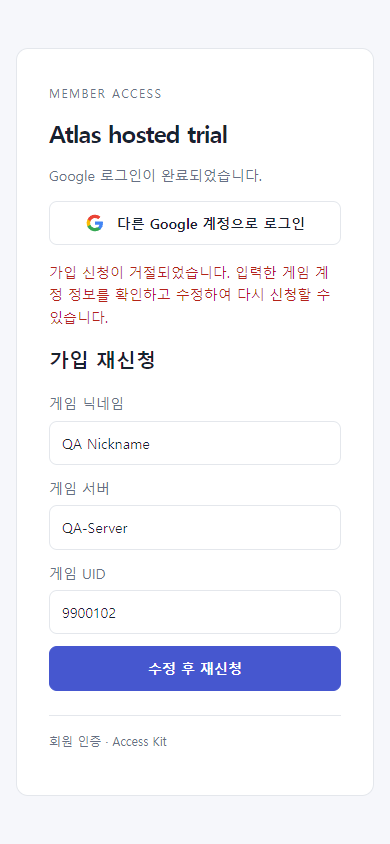 MEMBER ACCESS
Atlas hosted trial
Google 로그인이 완료되었습니다.
다른 Google 계정으로 로그인
가입 신청이 거절되었습니다. 입력한 게임 계
정 정보를 확인하고 수정하여 다시 신청할 수
있습니다.
가입 재신청
게임 닉네임
QA Nickname
게임 서버
QA-Server
게임 UID
9900102
수정 후 재신청
회원 인증 · Access Kit